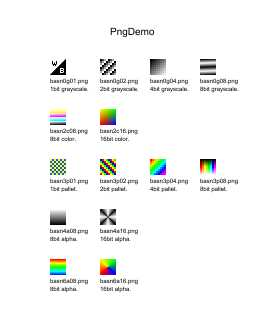 PngDemo
W
B
basn0g01.png basn0g02.png basn0g04.png basn0g08.png
1bit grayscale. 2bit grayscale. 4bit grayscale. 8bit grayscale.
basn2c08.png basn2c16.png
8bit color. 16bit color.
basn3p01.png basn3p02.png basn3p04.png basn3p08.png
1bit pallet. 2bit pallet. 4bit pallet. 8bit pallet.
basn4a08.png basn4a16.png
8bit alpha. 16bit alpha.
basn6a08.png basn6a16.png
8bit alpha. 16bit alpha.